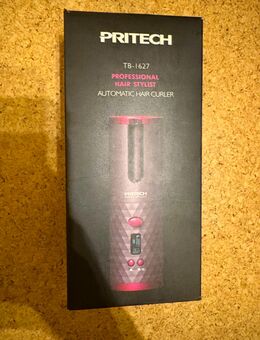 PRITECH
TB-1627
PROFESSIONAL
HAIR STYLIST
AUTOMATIC HAIR CURLER
PRITECH